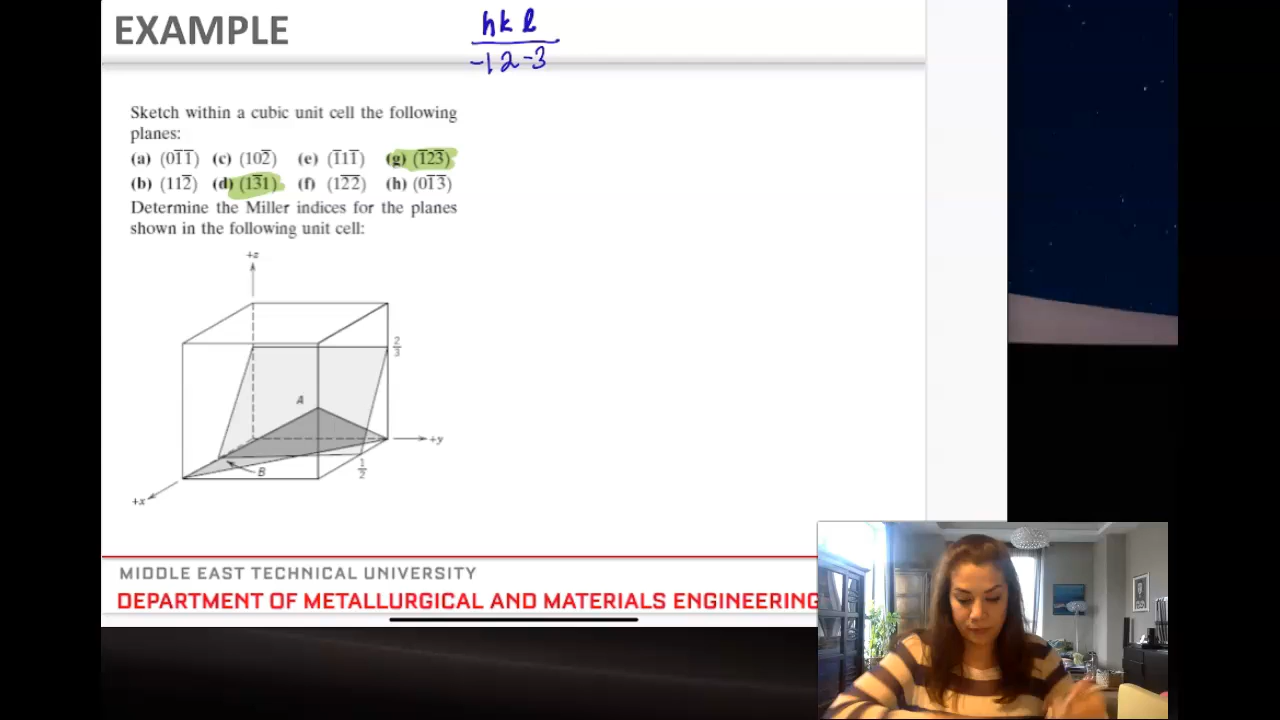 EXAMPLE
h k l
-1 2 -3
Sketch within a cubic unit cell the following
planes:
(a) (01̅1̅) (c) (102̅) (e) (1̅11̅) (g) (1̅23̅)
(b) (112̅) (d) (13̅1) (f) (12̅2̅) (h) (01̅3̅)
Determine the Miller indices for the planes
shown in the following unit cell:
+z
2/3
A
+y
B
1/2
+x
MIDDLE EAST TECHNICAL UNIVERSITY
DEPARTMENT OF METALLURGICAL AND MATERIALS ENGINEERING